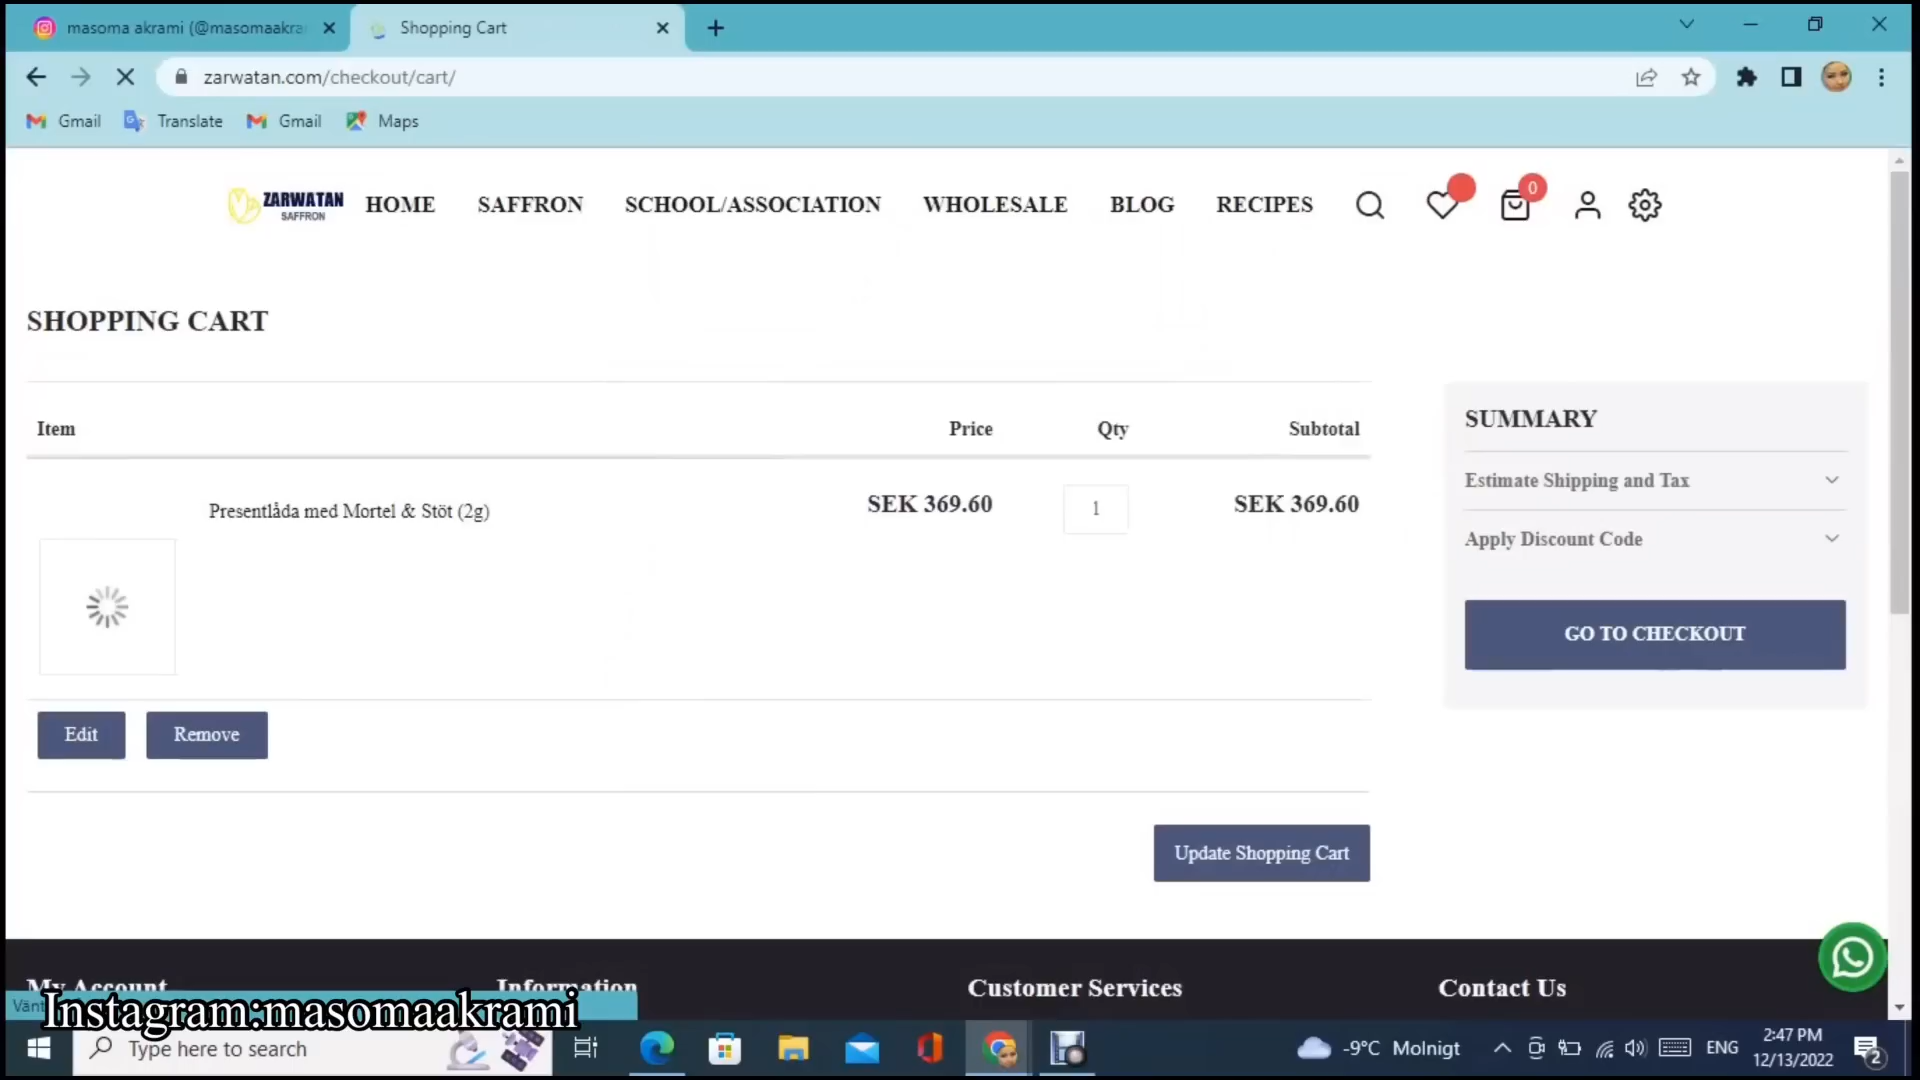 masoma akrami (@masomaakra
Shopping Cart
zarwatan.com/checkout/cart/
Gmail
Translate
Gmail
Maps
ZARWATAN
SAFFRON
HOME
SAFFRON
SCHOOL/ASSOCIATION
WHOLESALE
BLOG
RECIPES
0
SHOPPING CART
Item
Price
Qty
Subtotal
Presentlåda med Mortel & Stöt (2g)
SEK 369.60
1
SEK 369.60
SUMMARY
Estimate Shipping and Tax
Apply Discount Code
GO TO CHECKOUT
Edit
Remove
Update Shopping Cart
My Account
Information
Customer Services
Contact Us
Instagram:masomaakrami
Type here to search
-9°C Molnigt
ENG
2:47 PM
12/13/2022
2